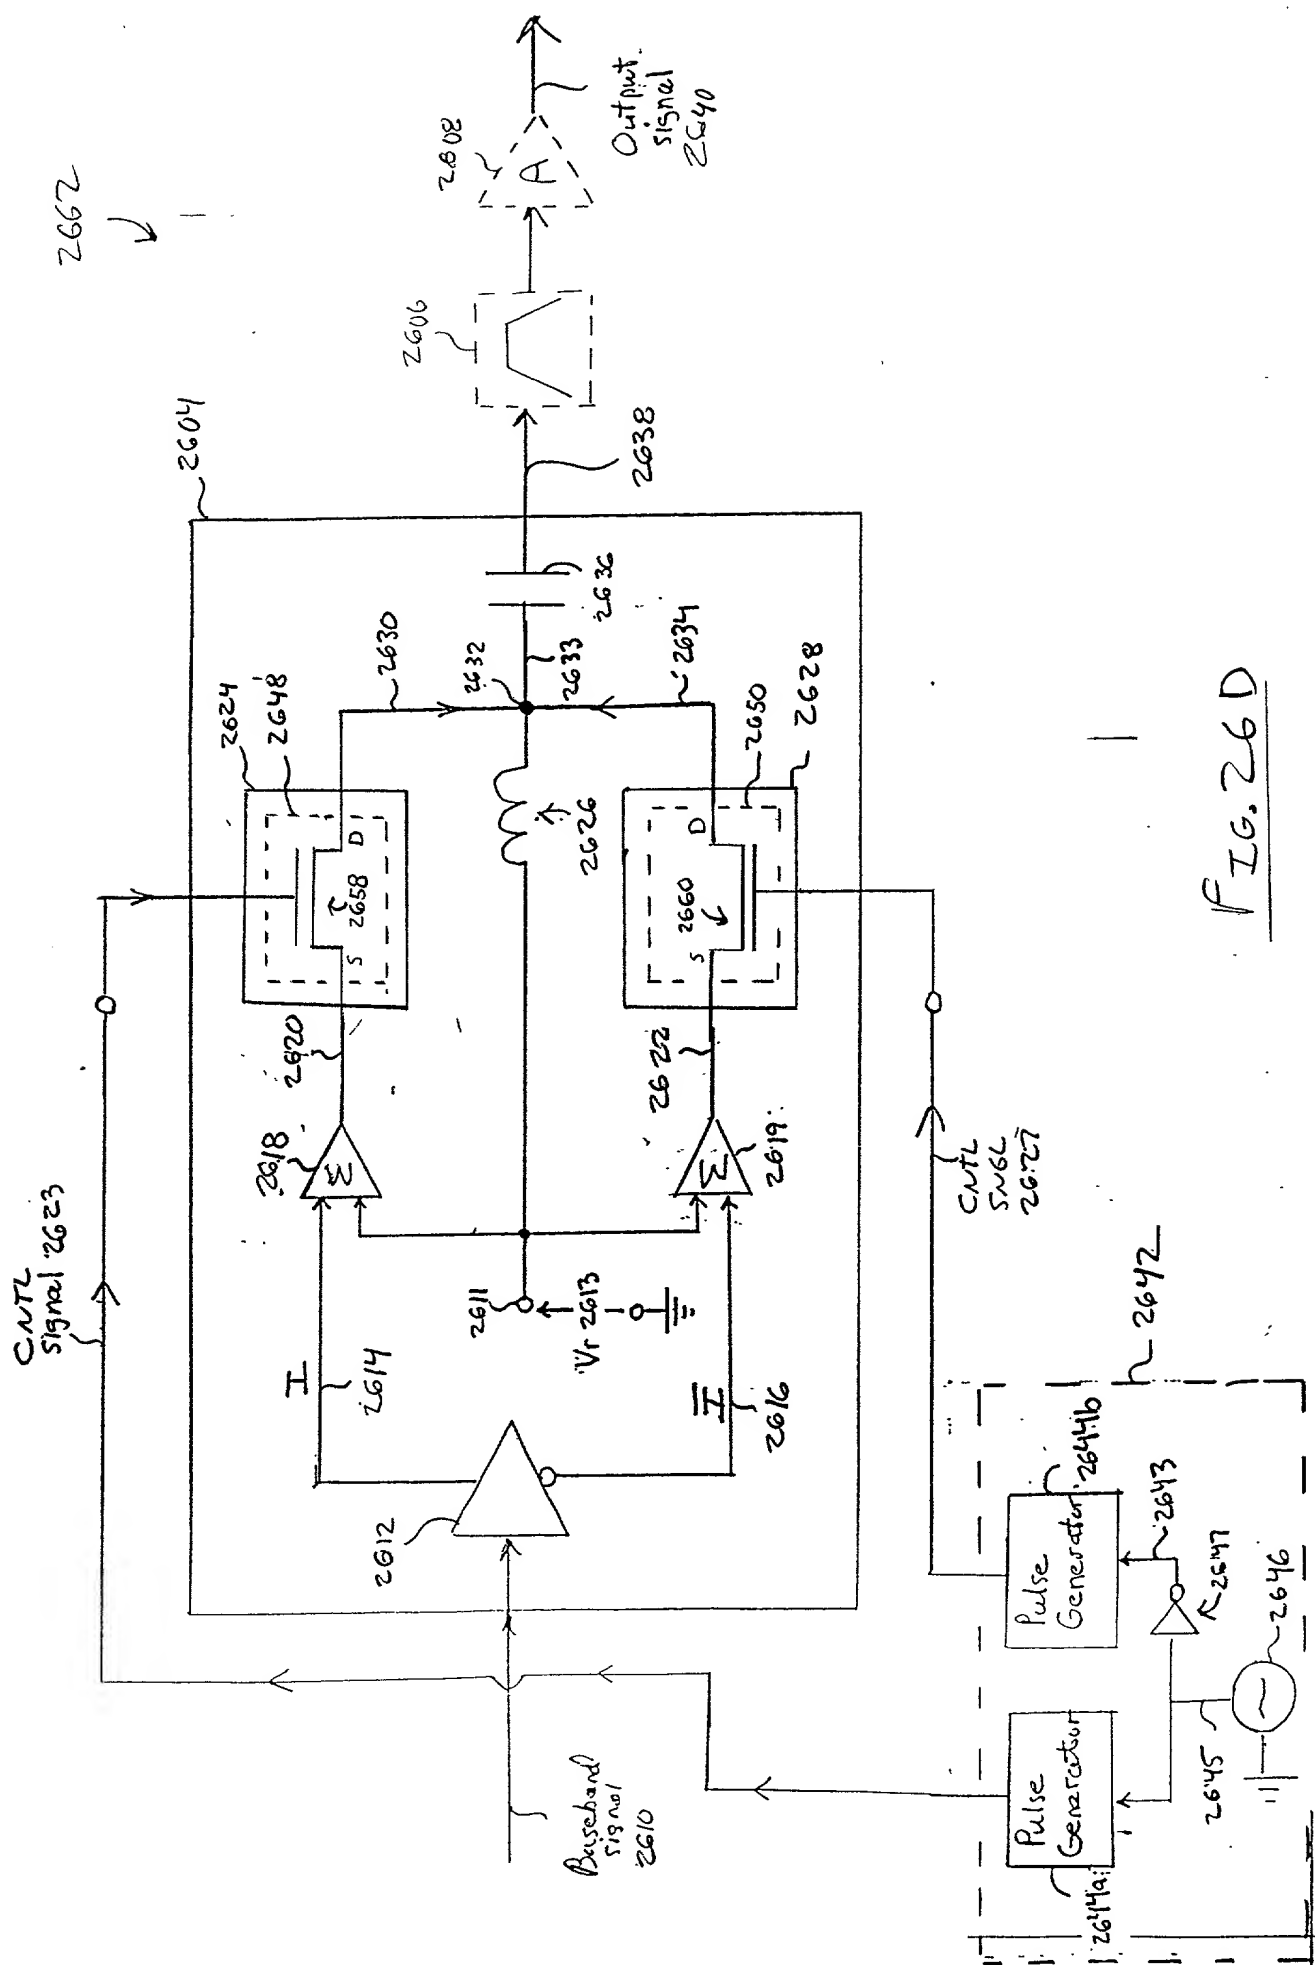 2662
CNTL
signal 2623
2604
2624
2648
2630
2606
2808
A
Output
signal
2640
2618
Σ
2620
S
2658
D
2632
2633
2636
2638
I
2614
2611
Vr 2613
2626
2634
2612
I
2616
2619
Σ
2622
S
2660
D
2650
2628
Baseband
signal
2610
CNTL
SNGL
2627
2642
Pulse
Generator
2644a
Pulse
Generator
2644b
2643
2647
2645
2646
FIG. 26D